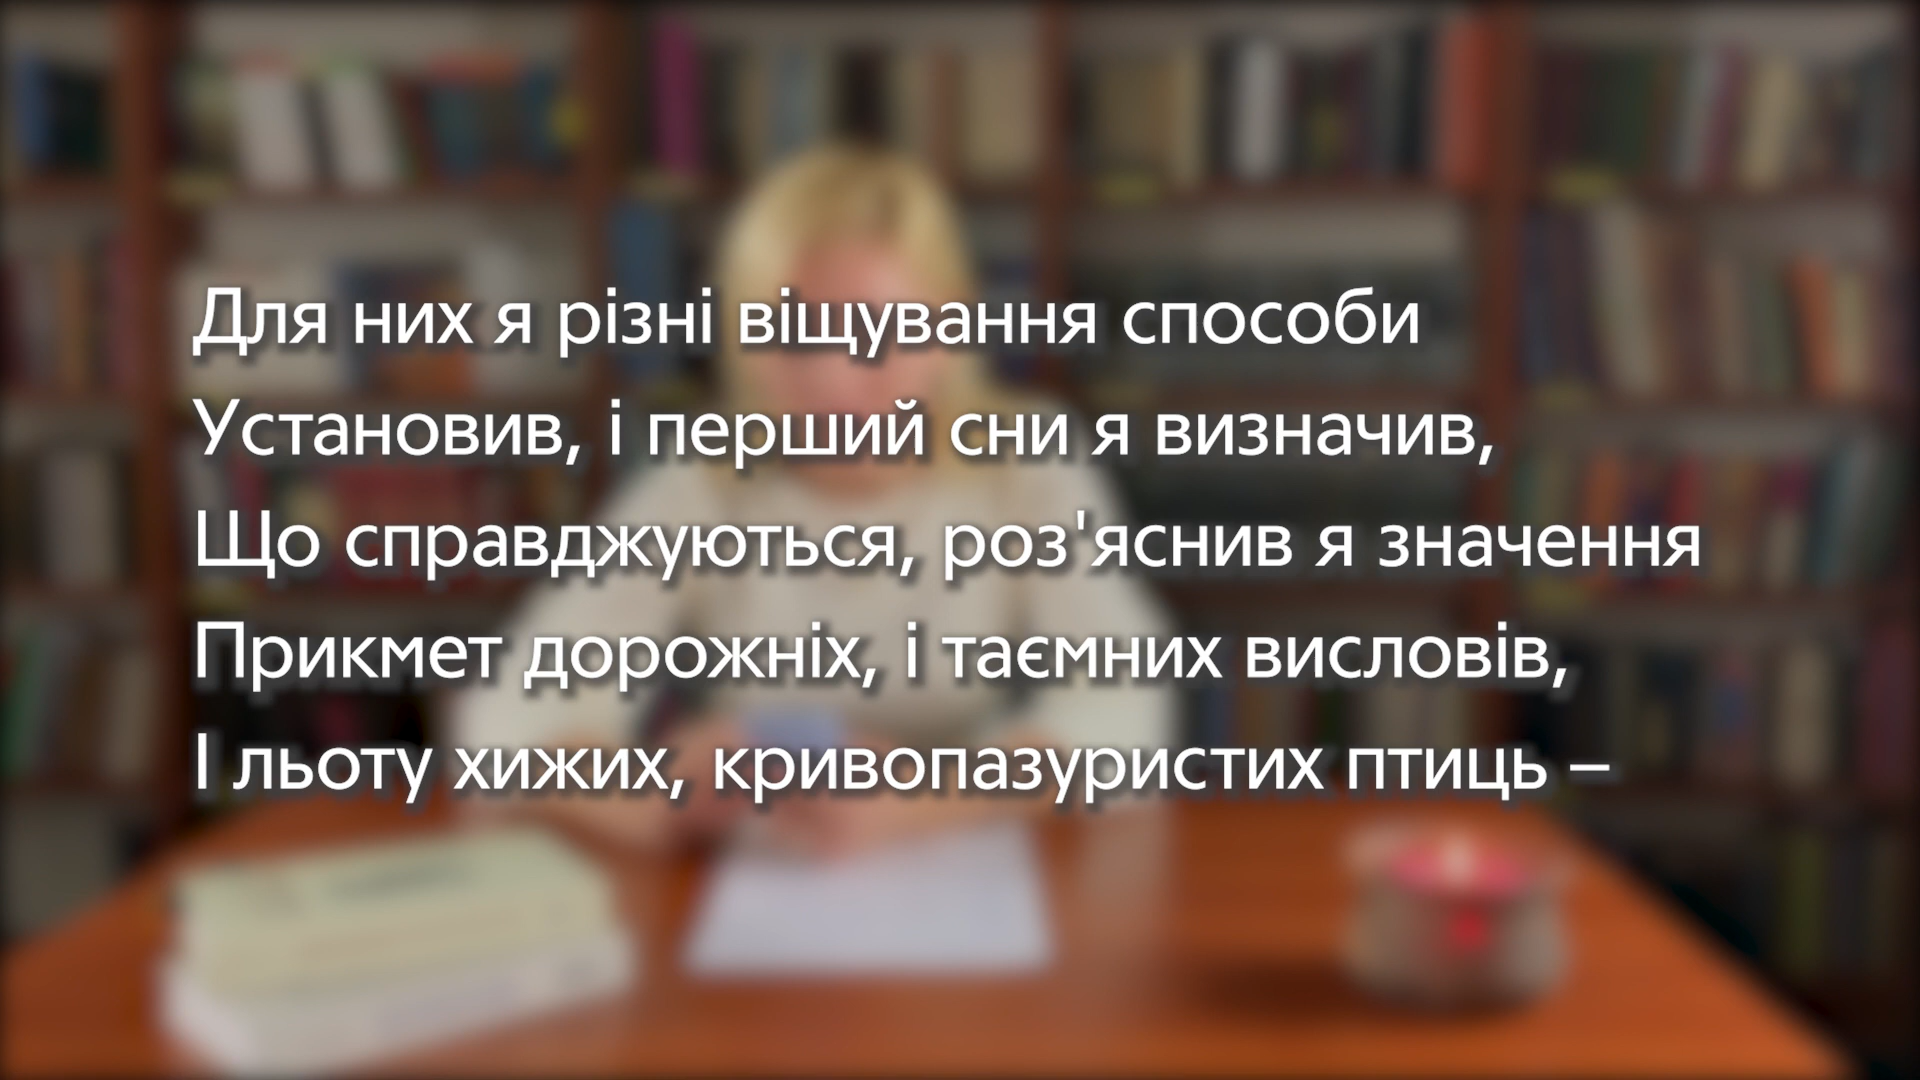 Для них я різні віщування способи
Установив, і перший сни я визначив,
Що справджуються, роз'яснив я значення
Прикмет дорожніх, і таємних висловів,
І льоту хижих, кривопазуристих птиць –